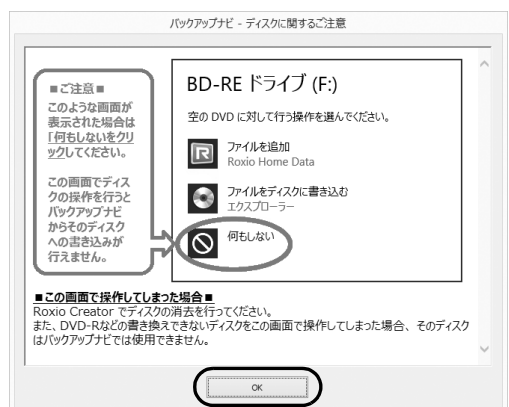 バックアップナビ - ディスクに関するご注意
■ご注意■
このような画面が
表示された場合は
｢何もしないをクリ
ックしてください。
この画面でディス
クの操作を行うと
バックアップナビ
からそのディスク
への書き込みが
行えません。
BD-RE ドライブ (F:)
空の DVD に対して行う操作を選んでください。
ファイルを追加
Roxio Home Data
ファイルをディスクに書き込む
エクスプローラー
何もしない
■この画面で操作してしまった場合■
Roxio Creator でディスクの消去を行ってください。
また、DVD-Rなどの書き換えできないディスクをこの画面で操作してしまった場合、そのディスク
はバックアップナビでは使用できません。
OK